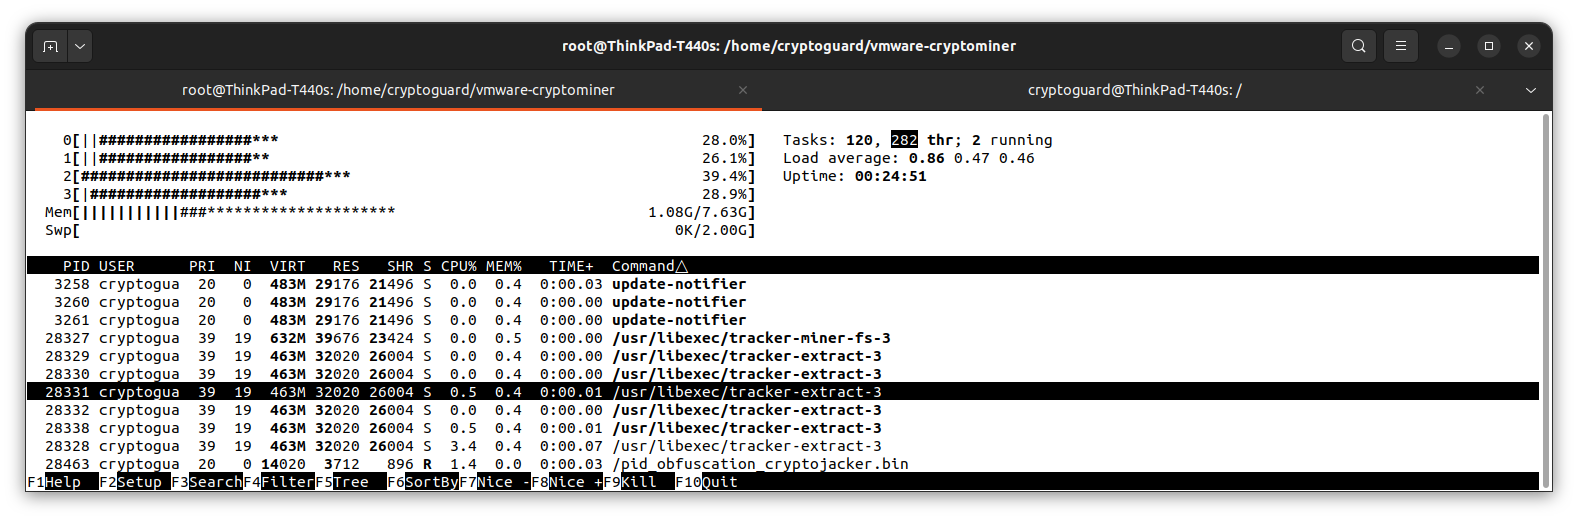 root@ThinkPad-T440s: /home/cryptoguard/vmware-cryptominer
root@ThinkPad-T440s: /home/cryptoguard/vmware-cryptominer × cryptoguard@ThinkPad-T440s: / ×
0[||#################*** 28.0%] Tasks: 120, 282 thr; 2 running
1[||#################** 26.1%] Load average: 0.86 0.47 0.46
2[###########################*** 39.4%] Uptime: 00:24:51
3[|###################*** 28.9%]
Mem[|||||||||||###********************* 1.08G/7.63G]
Swp[ 0K/2.00G]
PID USER PRI NI VIRT RES SHR S CPU% MEM% TIME+ Command△
3258 cryptogua 20 0 483M 29176 21496 S 0.0 0.4 0:00.03 update-notifier
3260 cryptogua 20 0 483M 29176 21496 S 0.0 0.4 0:00.00 update-notifier
3261 cryptogua 20 0 483M 29176 21496 S 0.0 0.4 0:00.00 update-notifier
28327 cryptogua 39 19 632M 39676 23424 S 0.0 0.5 0:00.00 /usr/libexec/tracker-miner-fs-3
28329 cryptogua 39 19 463M 32020 26004 S 0.0 0.4 0:00.00 /usr/libexec/tracker-extract-3
28330 cryptogua 39 19 463M 32020 26004 S 0.0 0.4 0:00.00 /usr/libexec/tracker-extract-3
28331 cryptogua 39 19 463M 32020 26004 S 0.5 0.4 0:00.01 /usr/libexec/tracker-extract-3
28332 cryptogua 39 19 463M 32020 26004 S 0.0 0.4 0:00.00 /usr/libexec/tracker-extract-3
28338 cryptogua 39 19 463M 32020 26004 S 0.5 0.4 0:00.01 /usr/libexec/tracker-extract-3
28328 cryptogua 39 19 463M 32020 26004 S 3.4 0.4 0:00.07 /usr/libexec/tracker-extract-3
28463 cryptogua 20 0 14020 3712 896 R 1.4 0.0 0:00.03 /pid_obfuscation_cryptojacker.bin
F1Help F2Setup F3SearchF4FilterF5Tree F6SortByF7Nice -F8Nice +F9Kill F10Quit